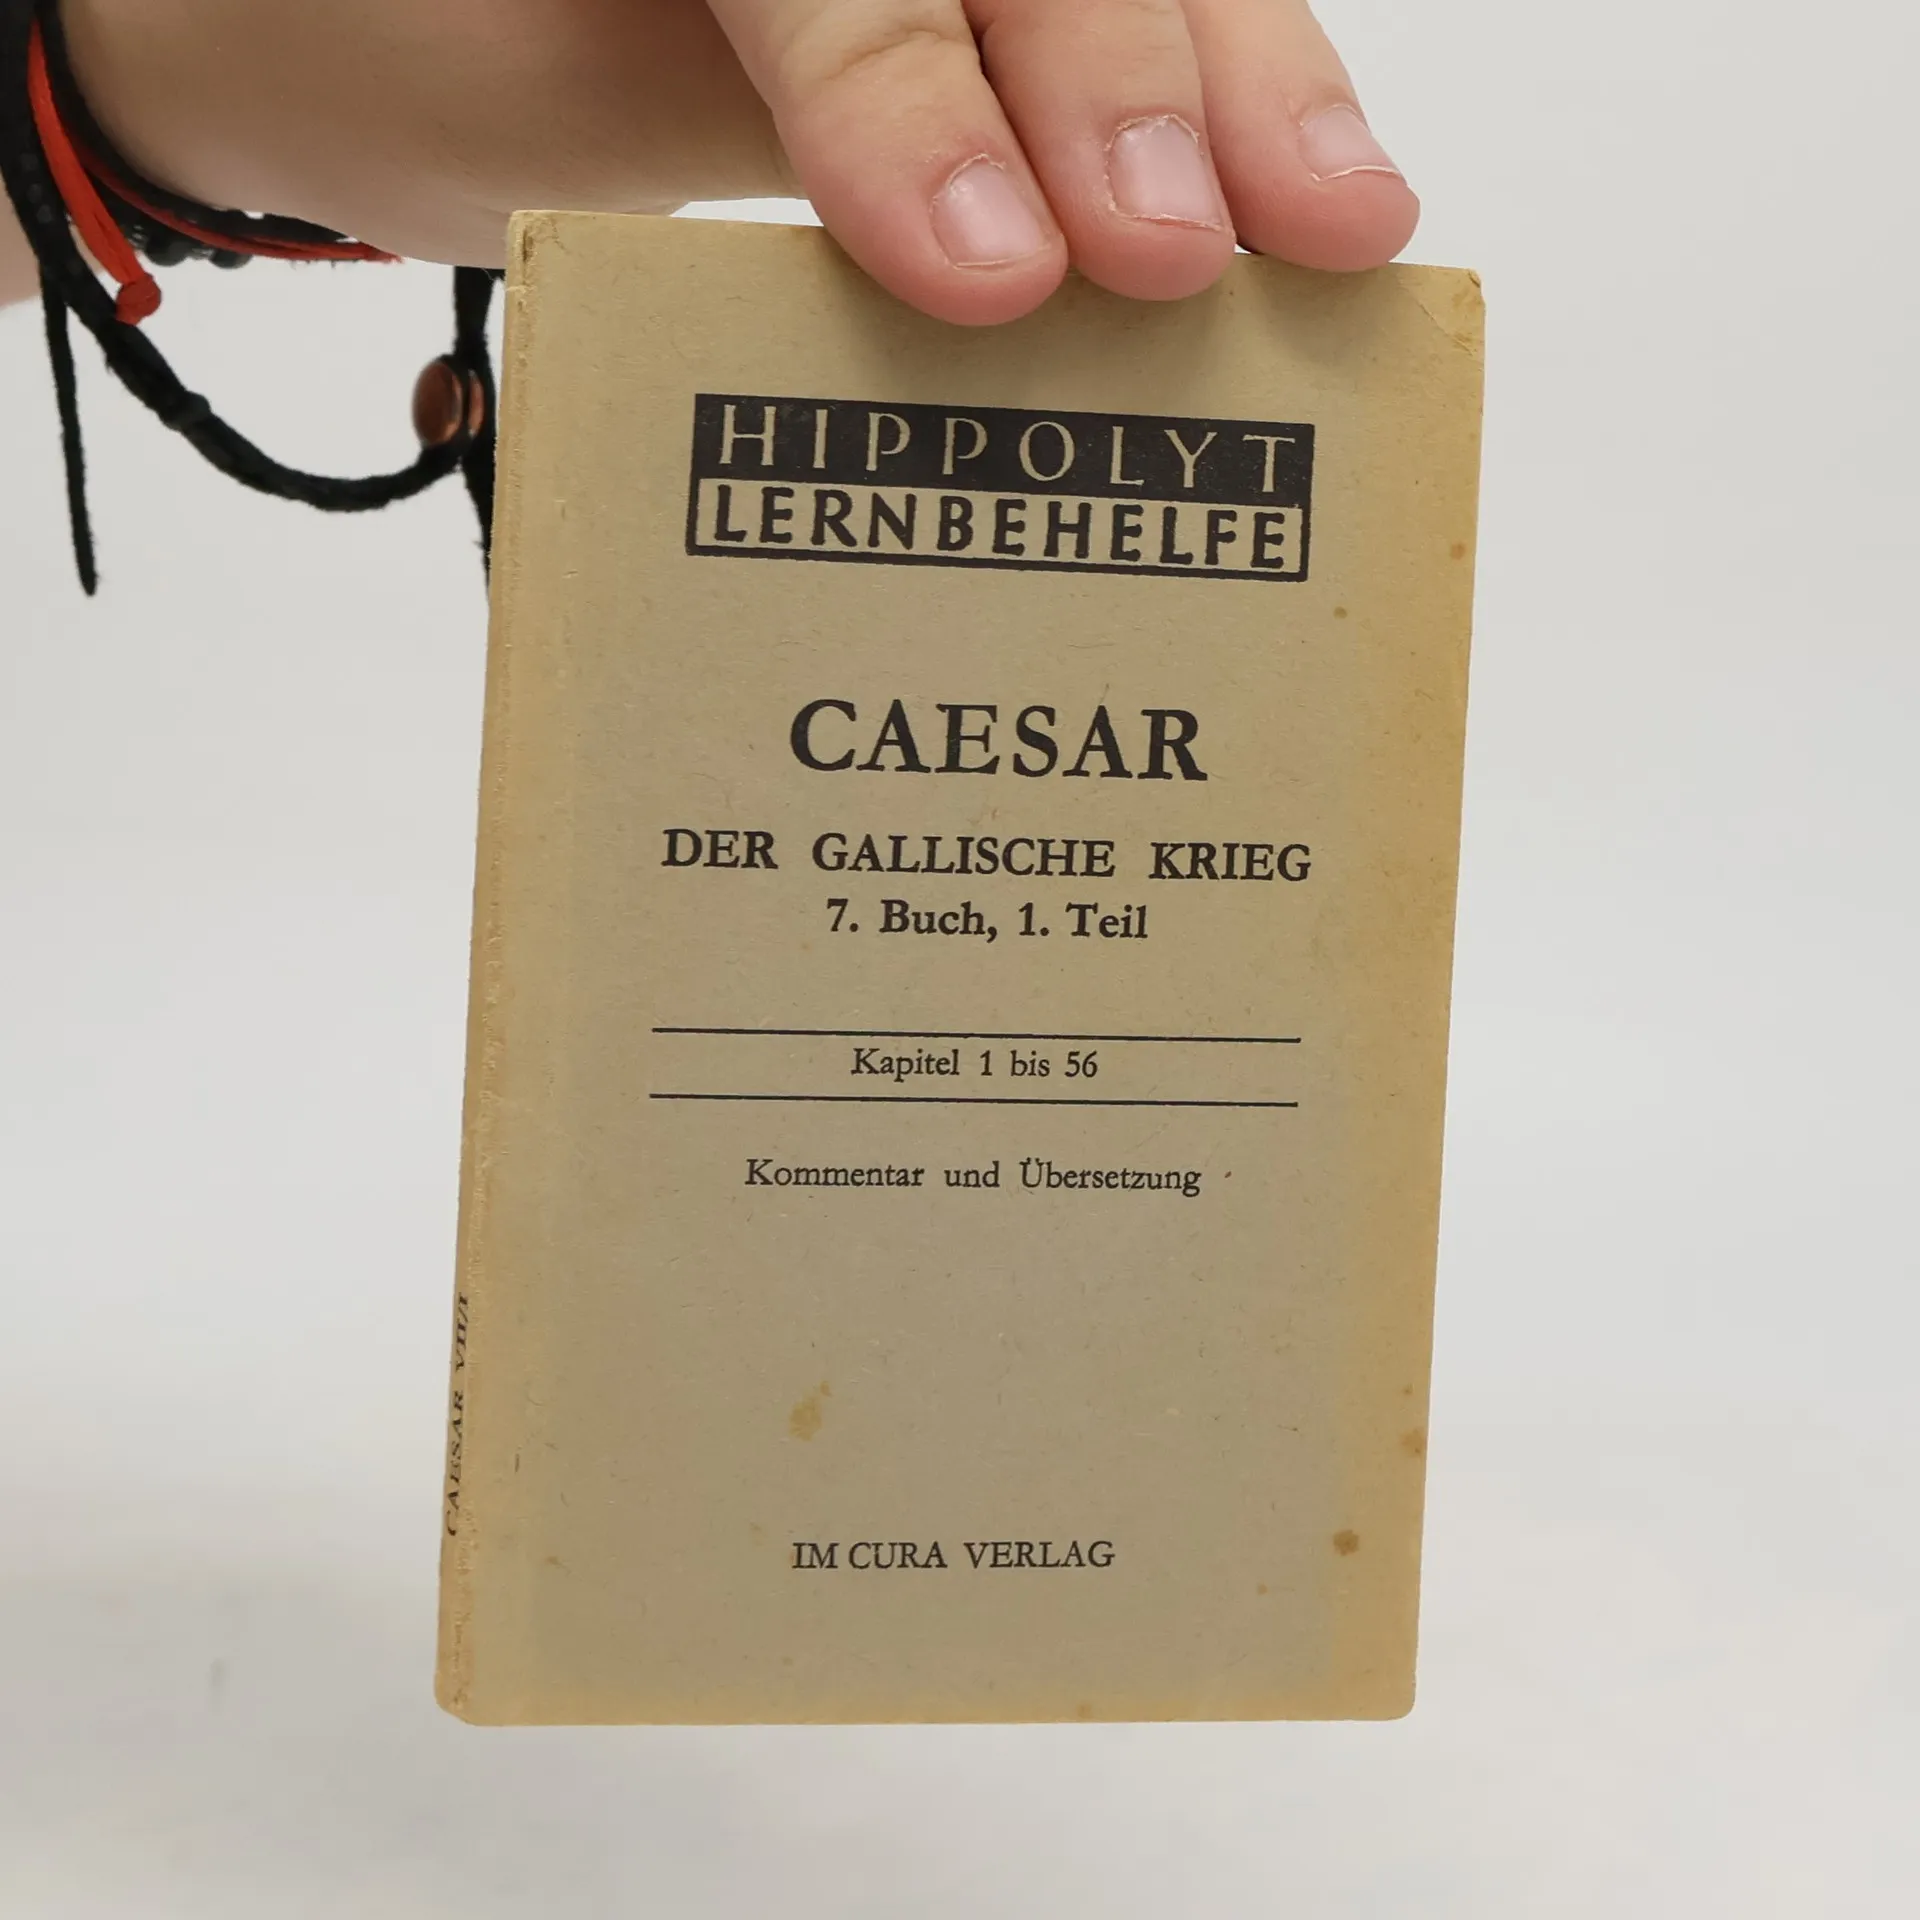 HIPPOLYT
LERNBEHELFE
CAESAR
DER GALLISCHE KRIEG
7. Buch, 1. Teil
Kapitel 1 bis 56
Kommentar und Übersetzung
IM CURA VERLAG
CAESAR VII/1